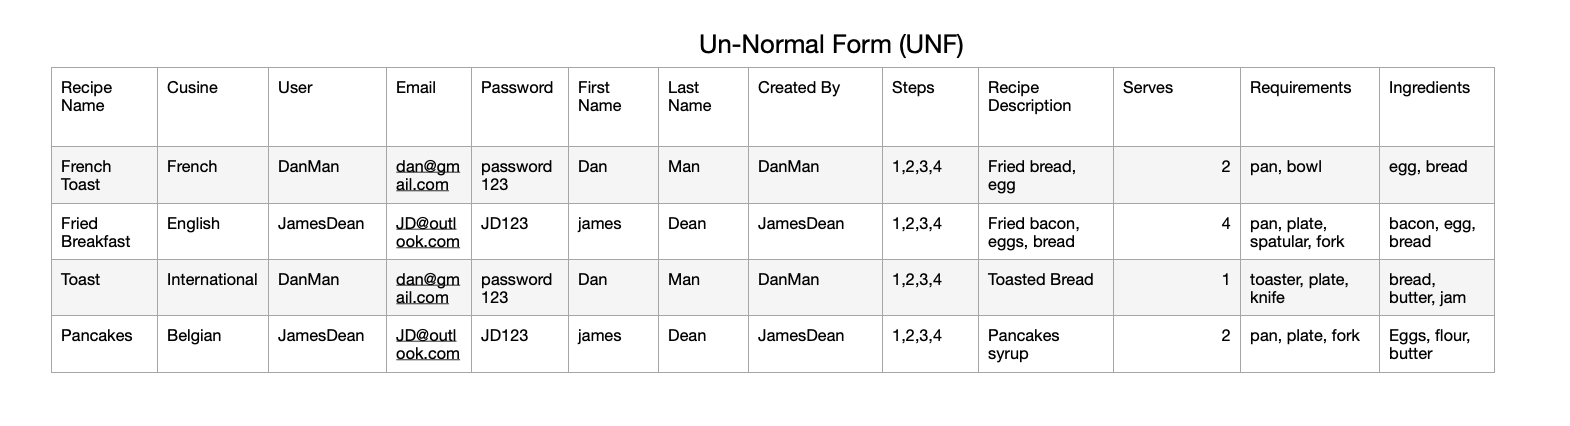 Un-Normal Form (UNF)
Recipe Name Cusine User Email Password First Name Last Name Created By Steps Recipe Description Serves Requirements Ingredients
French Toast French DanMan dan@gmail.com password123 Dan Man DanMan 1,2,3,4 Fried bread, egg 2 pan, bowl egg, bread
Fried Breakfast English JamesDean JD@outlook.com JD123 james Dean JamesDean 1,2,3,4 Fried bacon, eggs, bread 4 pan, plate, spatular, fork bacon, egg, bread
Toast International DanMan dan@gmail.com password123 Dan Man DanMan 1,2,3,4 Toasted Bread 1 toaster, plate, knife bread, butter, jam
Pancakes Belgian JamesDean JD@outlook.com JD123 james Dean JamesDean 1,2,3,4 Pancakes syrup 2 pan, plate, fork Eggs, flour, butter